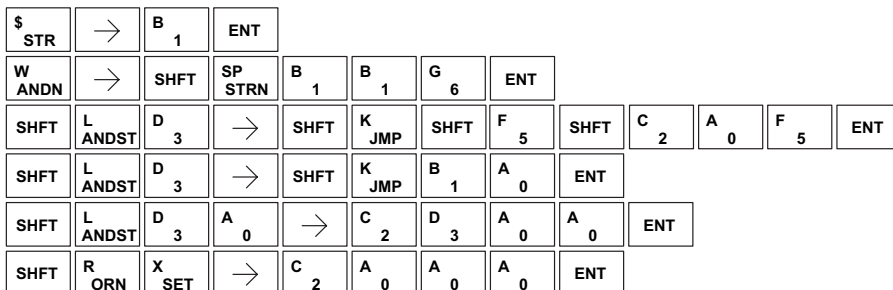 $ STR → B 1 ENT
W ANDN → SHFT SP STRN B 1 B 1 G 6 ENT
SHFT L ANDST D 3 → SHFT K JMP SHFT F 5 SHFT C 2 A 0 F 5 ENT
SHFT L ANDST D 3 → SHFT K JMP B 1 A 0 ENT
SHFT L ANDST D 3 A 0 → C 2 D 3 A 0 A 0 ENT
SHFT R ORN X SET → C 2 A 0 A 0 A 0 ENT